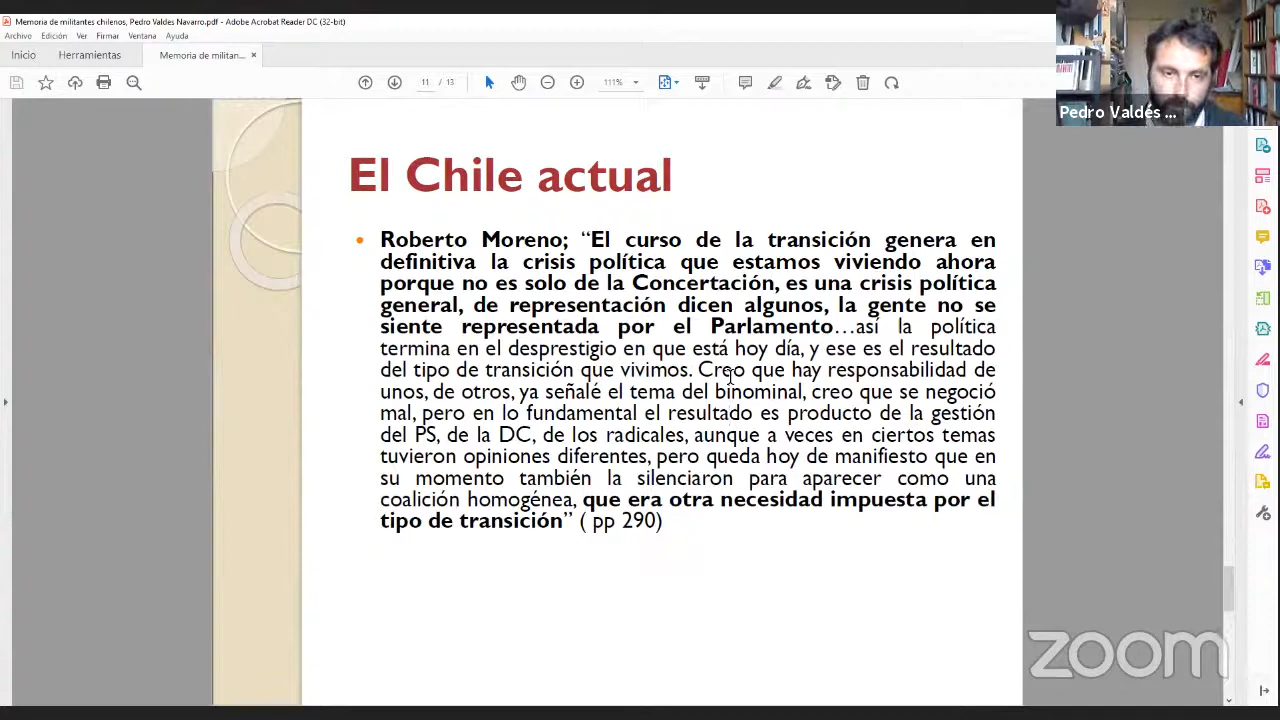 Memoria de militantes chilenos, Pedro Valdes Navarro.pdf - Adobe Acrobat Reader DC (32-bit)
Archivo Edición Ver Firmar Ventana Ayuda
Inicio Herramientas Memoria de militan... ×
11 / 13 111%
Pedro Valdés ...
El Chile actual
• Roberto Moreno; “El curso de la transición genera en
definitiva la crisis política que estamos viviendo ahora
porque no es solo de la Concertación, es una crisis política
general, de representación dicen algunos, la gente no se
siente representada por el Parlamento…así la política
termina en el desprestigio en que está hoy día, y ese es el resultado
del tipo de transición que vivimos. Creo que hay responsabilidad de
unos, de otros, ya señalé el tema del binominal, creo que se negoció
mal, pero en lo fundamental el resultado es producto de la gestión
del PS, de la DC, de los radicales, aunque a veces en ciertos temas
tuvieron opiniones diferentes, pero queda hoy de manifiesto que en
su momento también la silenciaron para aparecer como una
coalición homogénea, que era otra necesidad impuesta por el
tipo de transición” ( pp 290)
zoom